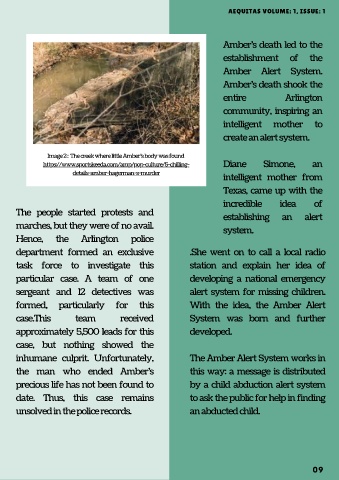 AEQUITAS VOLUME: 1, ISSUE: 1
Image 2 : The creek where little Amber's body was found
https://www.sportskeeda.com/amp/pop-culture/5-chilling-
details-amber-hagerman-s-murder
The people started protests and
marches, but they were of no avail.
Hence, the Arlington police
department formed an exclusive
task force to investigate this
particular case. A team of one
sergeant and 12 detectives was
formed, particularly for this
case.This team received
approximately 5,500 leads for this
case, but nothing showed the
inhumane culprit. Unfortunately,
the man who ended Amber's
precious life has not been found to
date. Thus, this case remains
unsolved in the police records.
Amber's death led to the
establishment of the
Amber Alert System.
Amber's death shook the
entire Arlington
community, inspiring an
intelligent mother to
create an alert system.
Diane Simone, an
intelligent mother from
Texas, came up with the
incredible idea of
establishing an alert
system.
.She went on to call a local radio
station and explain her idea of
developing a national emergency
alert system for missing children.
With the idea, the Amber Alert
System was born and further
developed.
The Amber Alert System works in
this way: a message is distributed
by a child abduction alert system
to ask the public for help in finding
an abducted child.
09